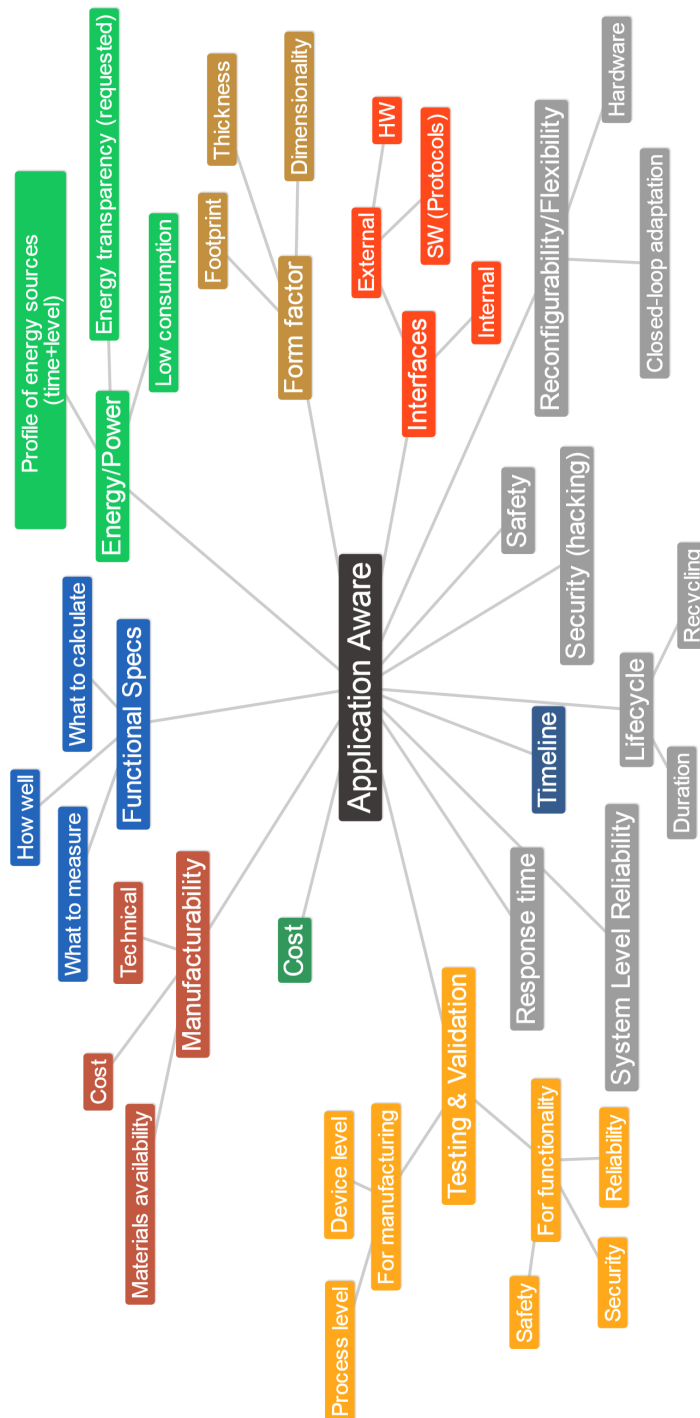 Application Aware
Functional Specs
What to measure
How well
What to calculate
Energy/Power
Profile of energy sources
(time+level)
Energy transparency (requested)
Low consumption
Form factor
Footprint
Thickness
Dimensionality
Interfaces
External
HW
SW (Protocols)
Internal
Reconfigurability/Flexibility
Hardware
Closed-loop adaptation
Safety
Security (hacking)
Lifecycle
Recycling
Duration
Timeline
System Level Reliability
Response time
Testing & Validation
For functionality
Reliability
Security
Safety
For manufacturing
Device level
Process level
Cost
Manufacturability
Technical
Cost
Materials availability